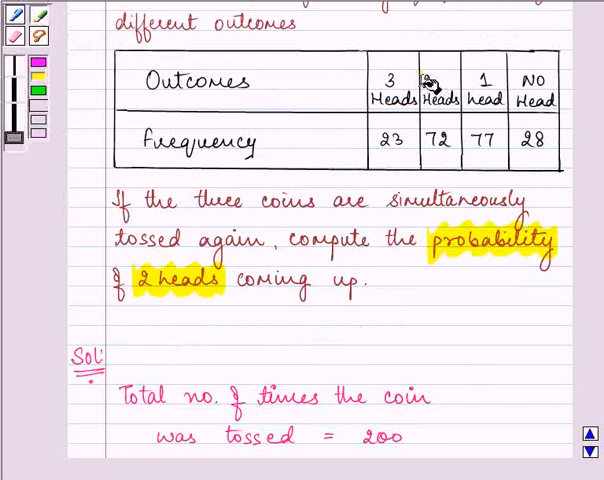 different outcomes
Outcomes 3 Heads Heads 1 head NO Head
Frequency 23 72 77 28
If the three coins are simultaneously
tossed again, compute the probability
of 2 heads coming up.
Sol:
Total no. of times the coin
was tossed = 200